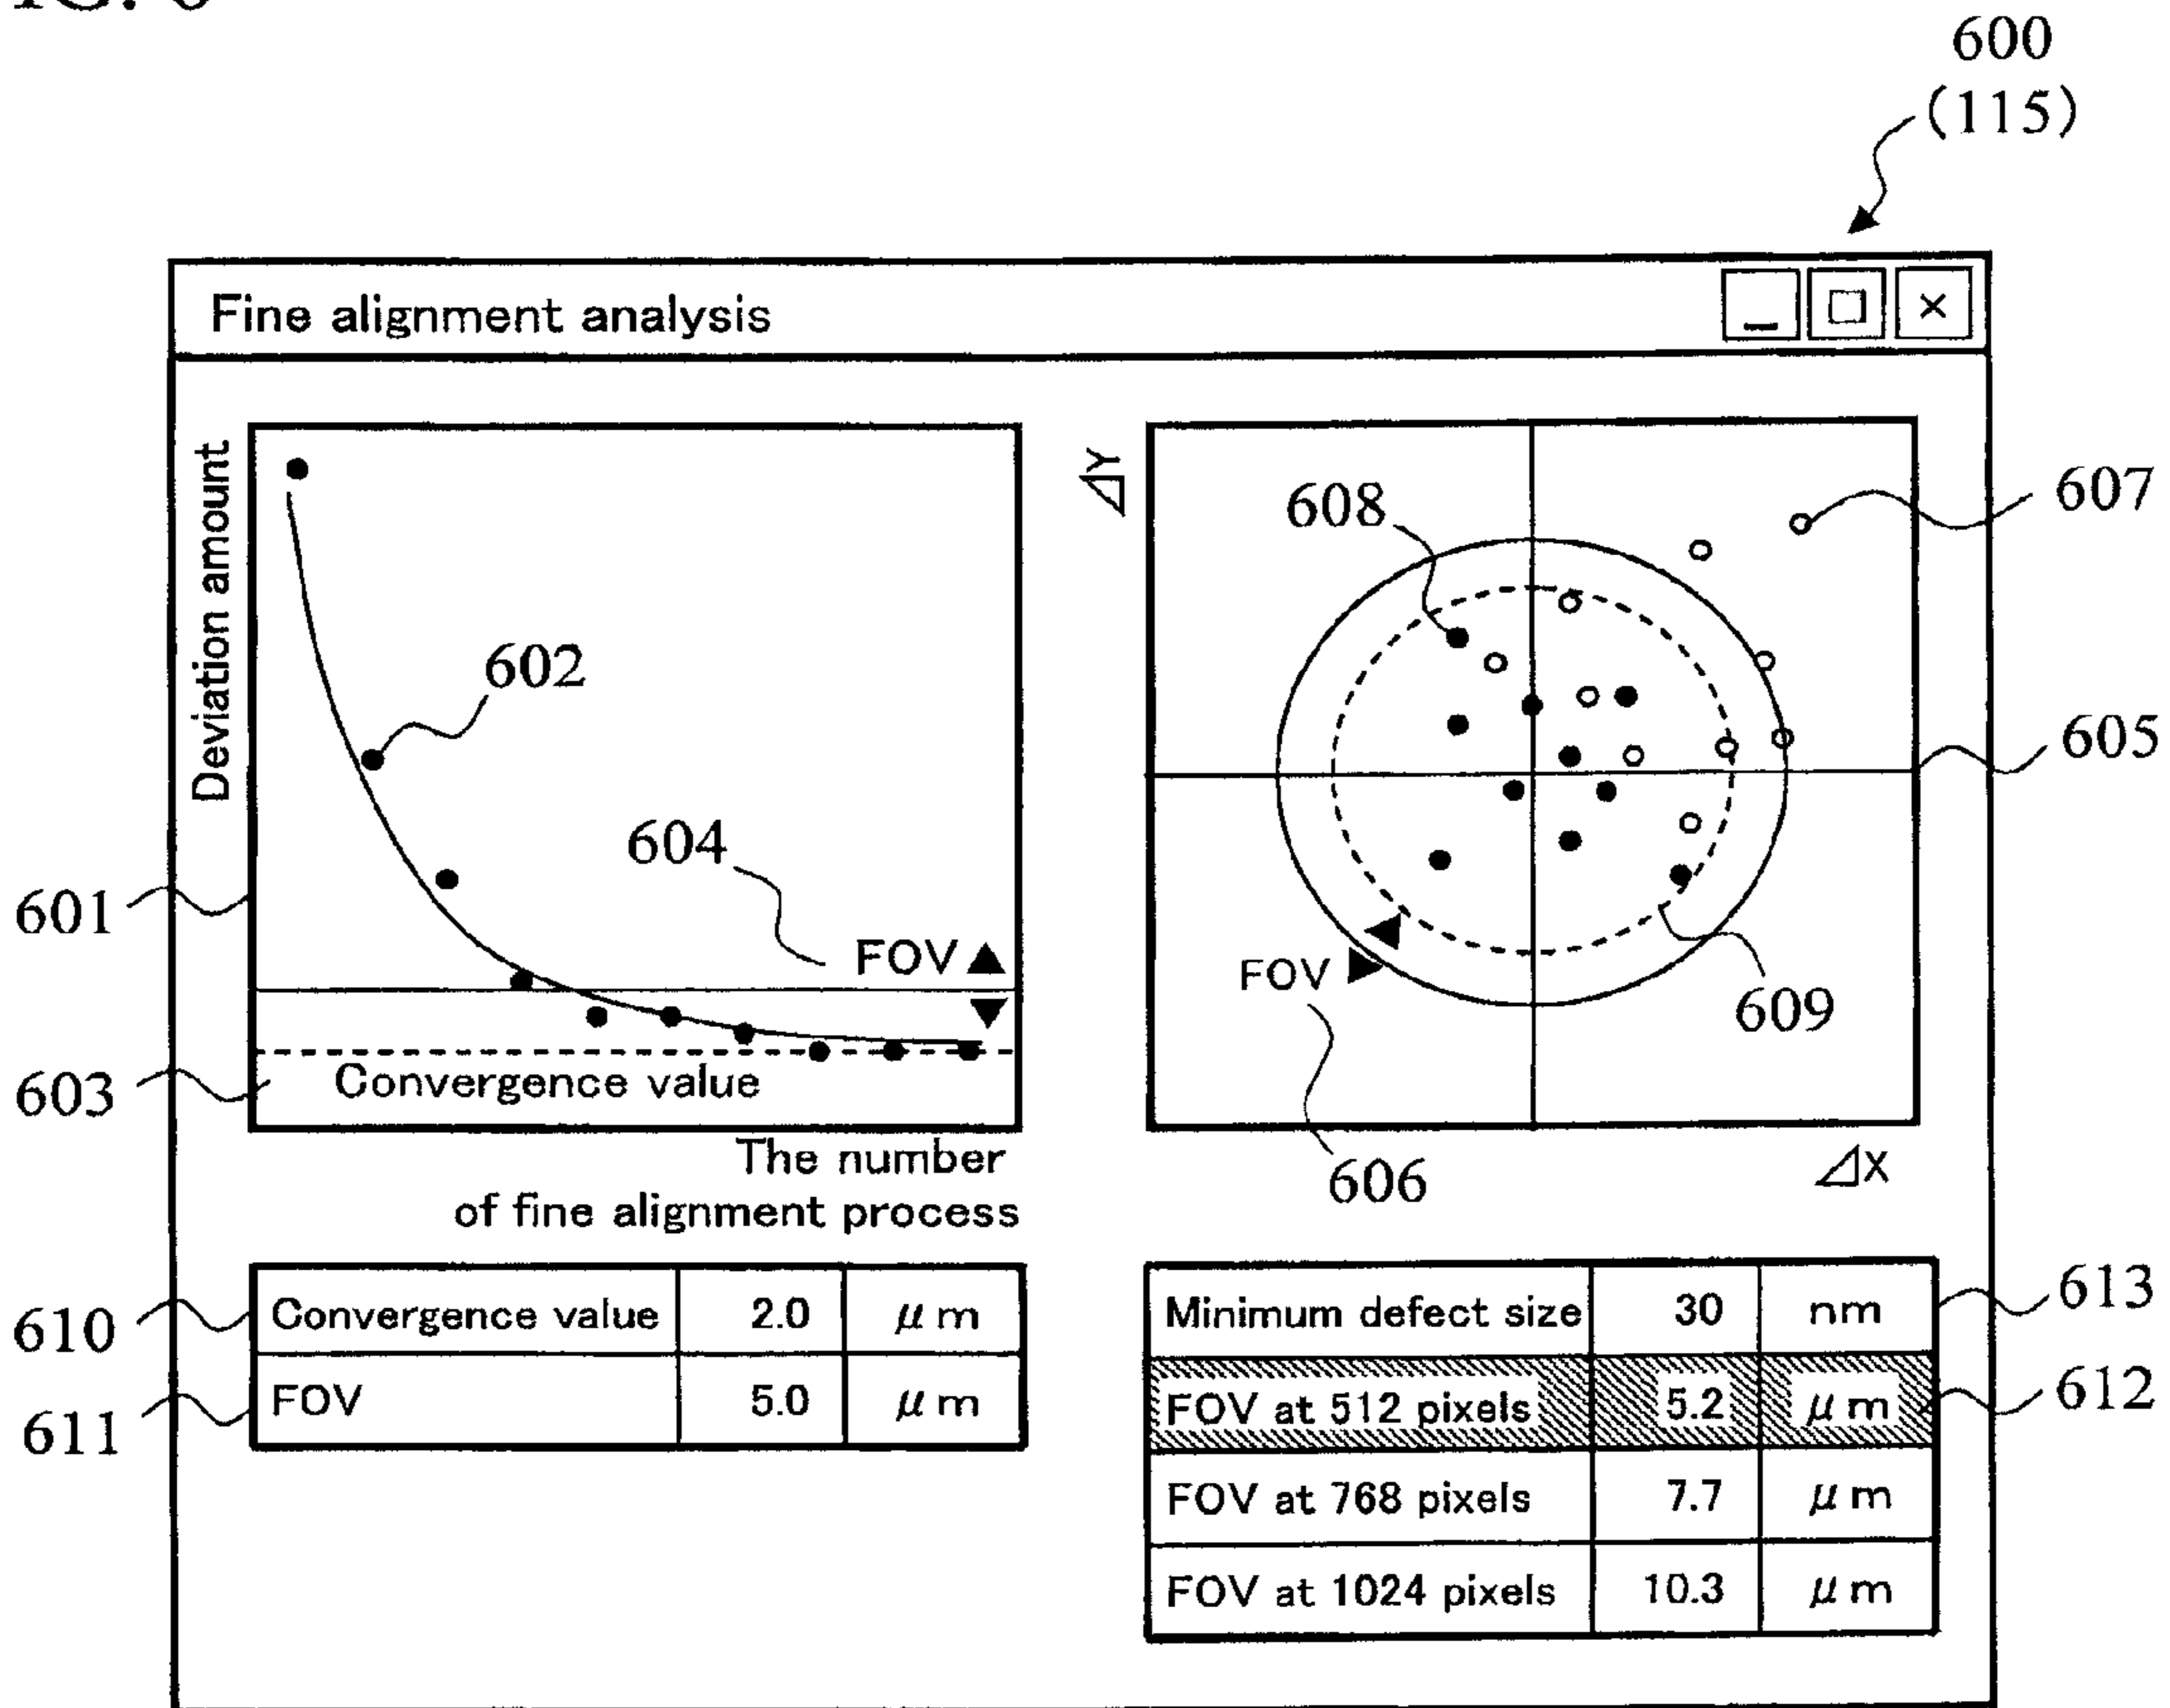 600
(115)
Fine alignment analysis
Deviation amount
602
604
FOV
601
603
Convergence value
The number
of fine alignment process
ΔY
608
607
605
FOV
609
606
ΔX
610
Convergence value 2.0 μm
611
FOV 5.0 μm
Minimum defect size 30 nm
613
FOV at 512 pixels 5.2 μm
612
FOV at 768 pixels 7.7 μm
FOV at 1024 pixels 10.3 μm